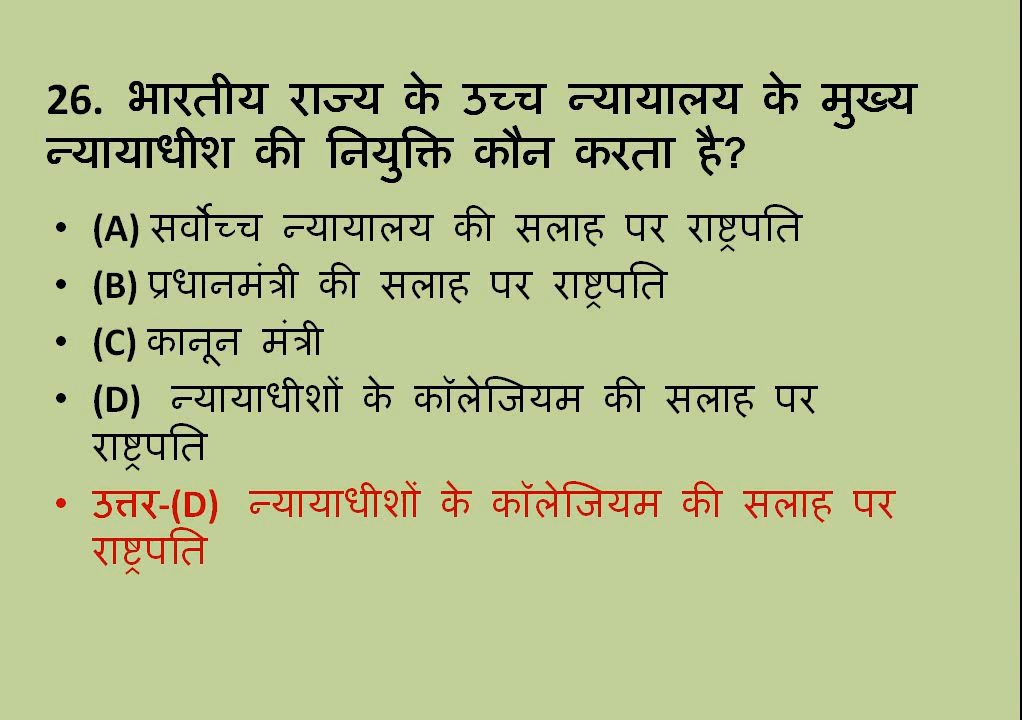 26. भारतीय राज्य के उच्च न्यायालय के मुख्य
न्यायाधीश की नियुक्ति कौन करता है?
• (A) सर्वोच्च न्यायालय की सलाह पर राष्ट्रपति
• (B) प्रधानमंत्री की सलाह पर राष्ट्रपति
• (C) कानून मंत्री
• (D) न्यायाधीशों के कॉलेजियम की सलाह पर
राष्ट्रपति
• उत्तर-(D) न्यायाधीशों के कॉलेजियम की सलाह पर
राष्ट्रपति